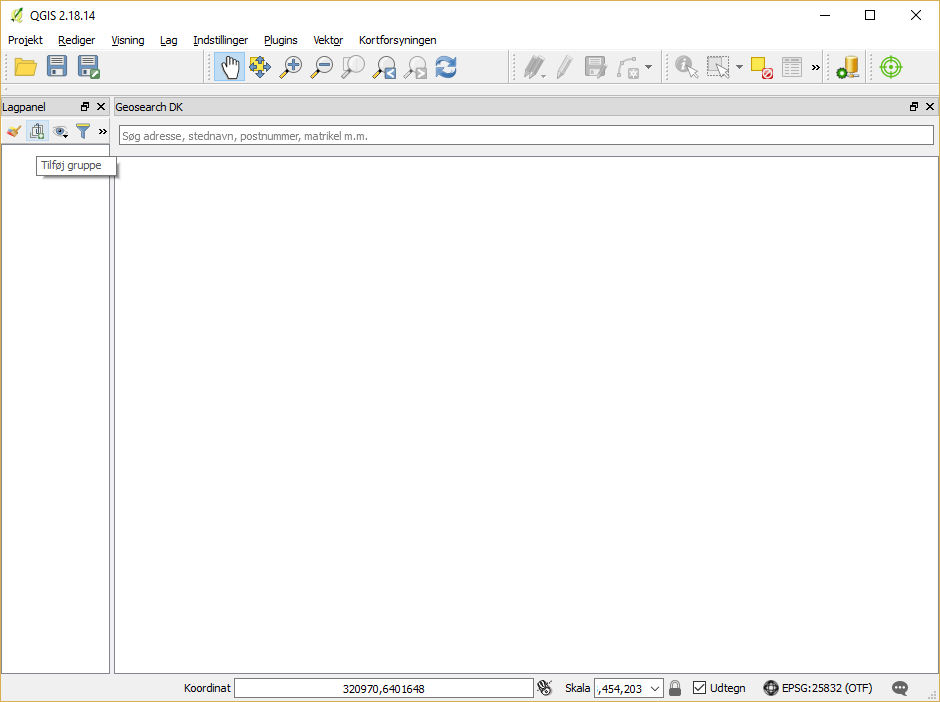 QGIS 2.18.14
Projekt Rediger Visning Lag Indstillinger Plugins Vektor Kortforsyningen
Lagpanel
Geosearch DK
Søg adresse, stednavn, postnummer, matrikel m.m.
Tilføj gruppe
Koordinat 320970,6401648 Skala ,454,203 Udtegn EPSG:25832 (OTF)